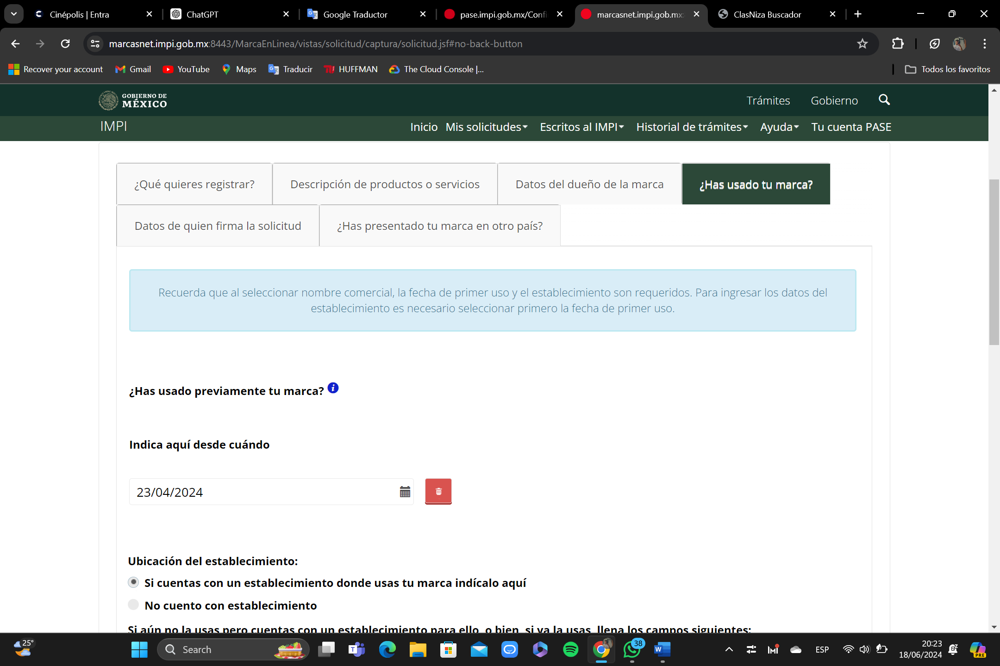 Cinépolis | Entra
ChatGPT
Google Traductor
pase.impi.gob.mx/Confi
marcasnet.impi.gob.mx:
ClasNiza Buscador
marcasnet.impi.gob.mx:8443/MarcaEnLinea/vistas/solicitud/captura/solicitud.jsf#no-back-button
Recover your account
Gmail
YouTube
Maps
Traducir
HUFFMAN
The Cloud Console |...
Todos los favoritos
GOBIERNO DE
MÉXICO
Trámites
Gobierno
IMPI
Inicio
Mis solicitudes
Escritos al IMPI
Historial de trámites
Ayuda
Tu cuenta PASE
¿Qué quieres registrar?
Descripción de productos o servicios
Datos del dueño de la marca
¿Has usado tu marca?
Datos de quien firma la solicitud
¿Has presentado tu marca en otro país?
Recuerda que al seleccionar nombre comercial, la fecha de primer uso y el establecimiento son requeridos. Para ingresar los datos del
establecimiento es necesario seleccionar primero la fecha de primer uso.
¿Has usado previamente tu marca?
Indica aquí desde cuándo
23/04/2024
Ubicación del establecimiento:
Si cuentas con un establecimiento donde usas tu marca indícalo aquí
No cuento con establecimiento
Si aún no la usas pero cuentas con un establecimiento para ello, o bien, si ya la usas, llena los campos siguientes:
25°
Search
38
ESP
20:23
18/06/2024
PRE